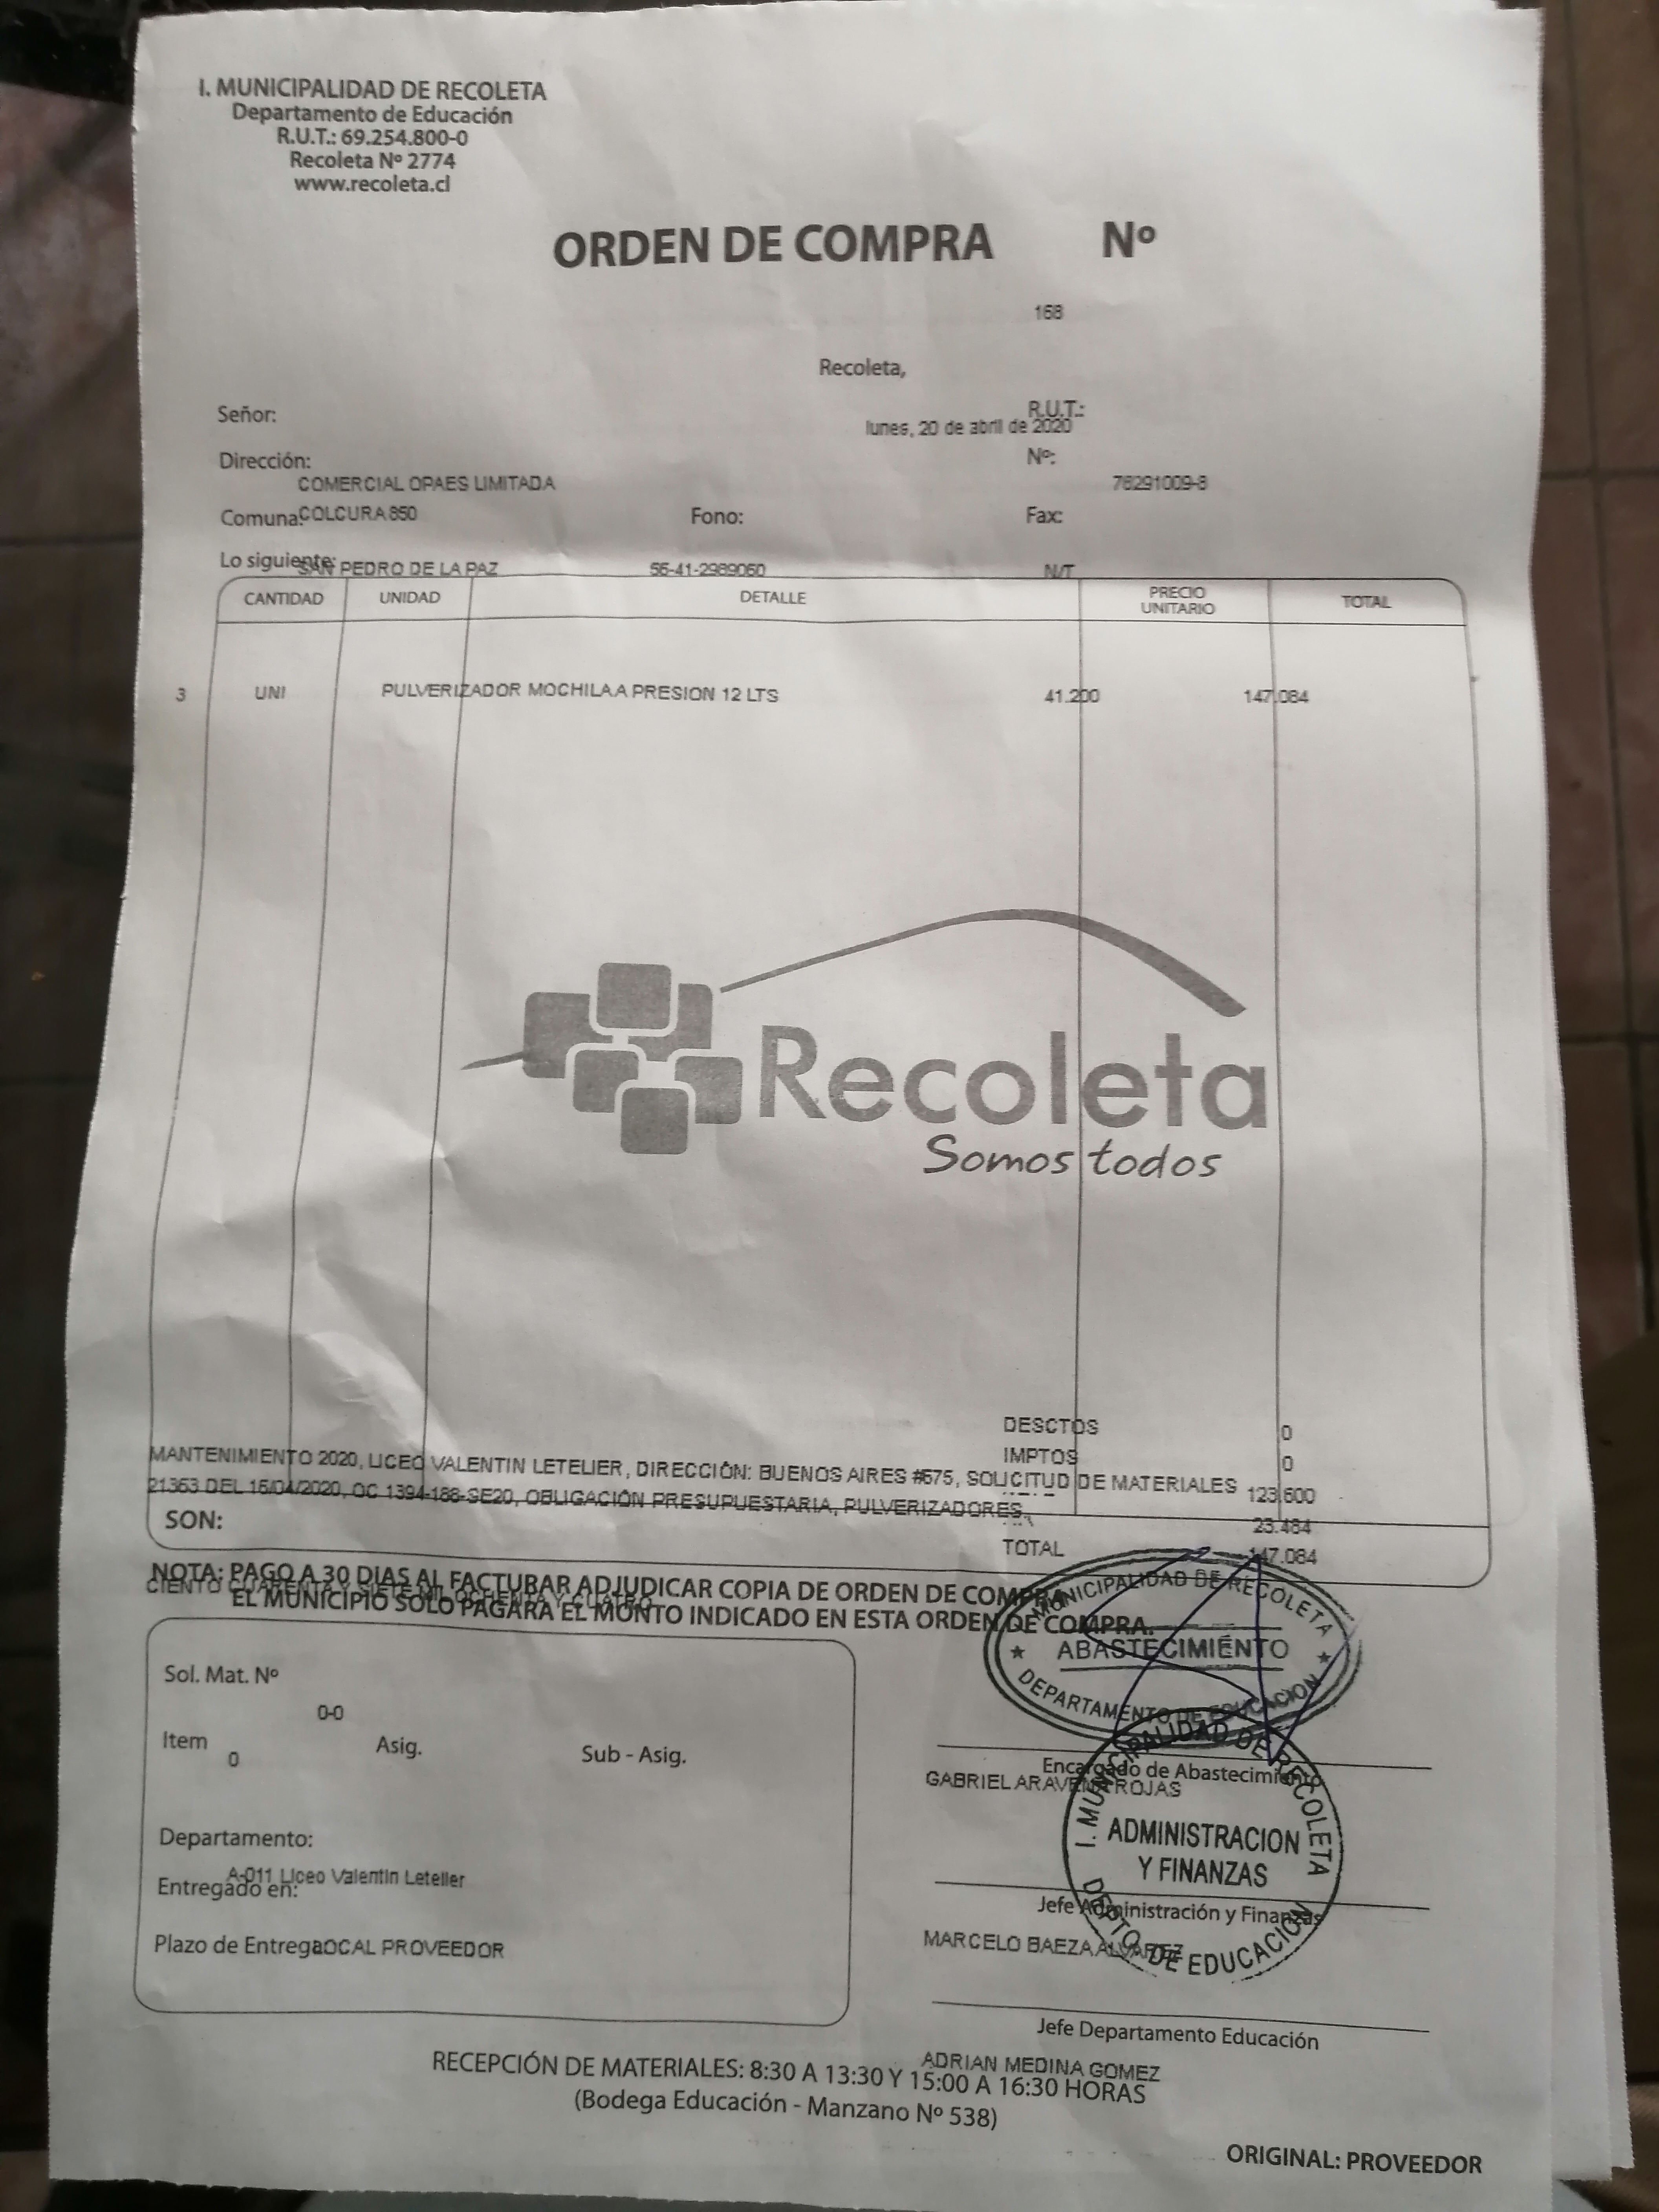 I. MUNICIPALIDAD DE RECOLETA
Departamento de Educación
R.U.T.: 69.254.800-0
Recoleta Nº 2774
www.recoleta.cl
ORDEN DE COMPRA Nº
168
Recoleta,
Señor: R.U.T.:
lunes, 20 de abril de 2020
Dirección: Nº:
COMERCIAL OPAES LIMITADA 76291009-8
Comuna: COLCURA 850 Fono: Fax:
Lo siguiente:
SAN PEDRO DE LA PAZ 56-41-2989060 N/T
CANTIDAD UNIDAD DETALLE PRECIO UNITARIO TOTAL
3 UNI PULVERIZADOR MOCHILA A PRESION 12 LTS 41.200 147.084
Recoleta
Somos todos
DESCTOS 0
IMPTOS 0
MANTENIMIENTO 2020, LICEO VALENTIN LETELIER, DIRECCIÓN: BUENOS AIRES #575, SOLICITUD DE MATERIALES 123.600
21353 DEL 15/04/2020, OC 1394-188-SE20, OBLIGACIÓN PRESUPUESTARIA, PULVERIZADORES.
23.484
SON:
TOTAL 147.084
NOTA: PAGO A 30 DIAS AL FACTURAR ADJUDICAR COPIA DE ORDEN DE COMPRA
CIENTO CUARENTA Y SIETE MIL OCHENTA Y CUATRO
EL MUNICIPIO SOLO PAGARA EL MONTO INDICADO EN ESTA ORDEN DE COMPRA.
MUNICIPALIDAD DE RECOLETA
ABASTECIMIENTO
DEPARTAMENTO DE EDUCACION
Sol. Mat. Nº
0-0
Item 0 Asig. Sub - Asig.
Encargado de Abastecimiento
GABRIEL ARAVENA ROJAS
I. MUNICIPALIDAD DE RECOLETA
ADMINISTRACION
Y FINANZAS
DEPTO. DE EDUCACION
Departamento:
A-011 Liceo Valentin Letelier
Entregado en:
Jefe Administración y Finanzas
MARCELO BAEZA ALVAREZ
Plazo de Entrega: LOCAL PROVEEDOR
Jefe Departamento Educación
ADRIAN MEDINA GOMEZ
RECEPCIÓN DE MATERIALES: 8:30 A 13:30 Y 15:00 A 16:30 HORAS
(Bodega Educación - Manzano Nº 538)
ORIGINAL: PROVEEDOR